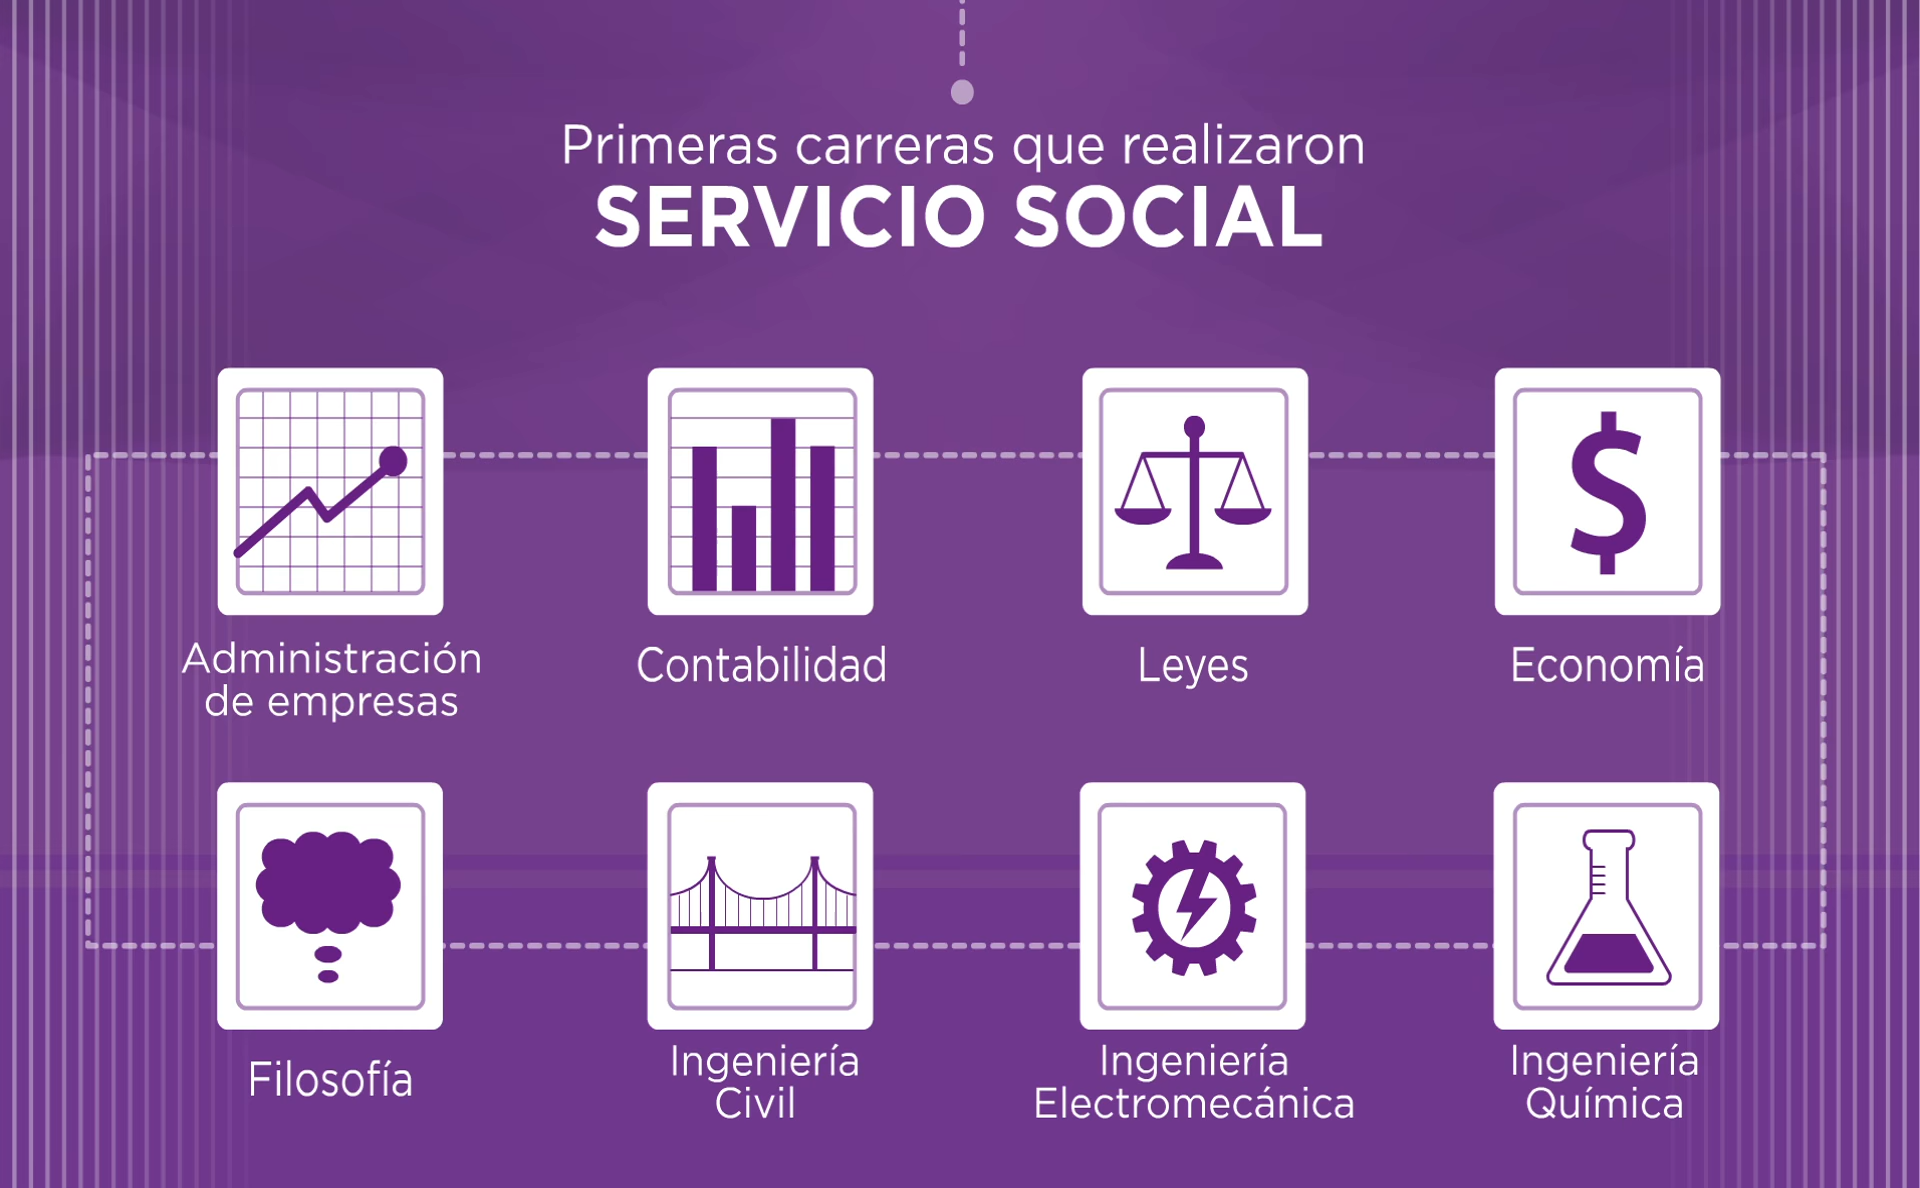 Primeras carreras que realizaron
SERVICIO SOCIAL
Administración
de empresas
Contabilidad
Leyes
$
Economía
Filosofía
Ingeniería
Civil
Ingeniería
Electromecánica
Ingeniería
Química